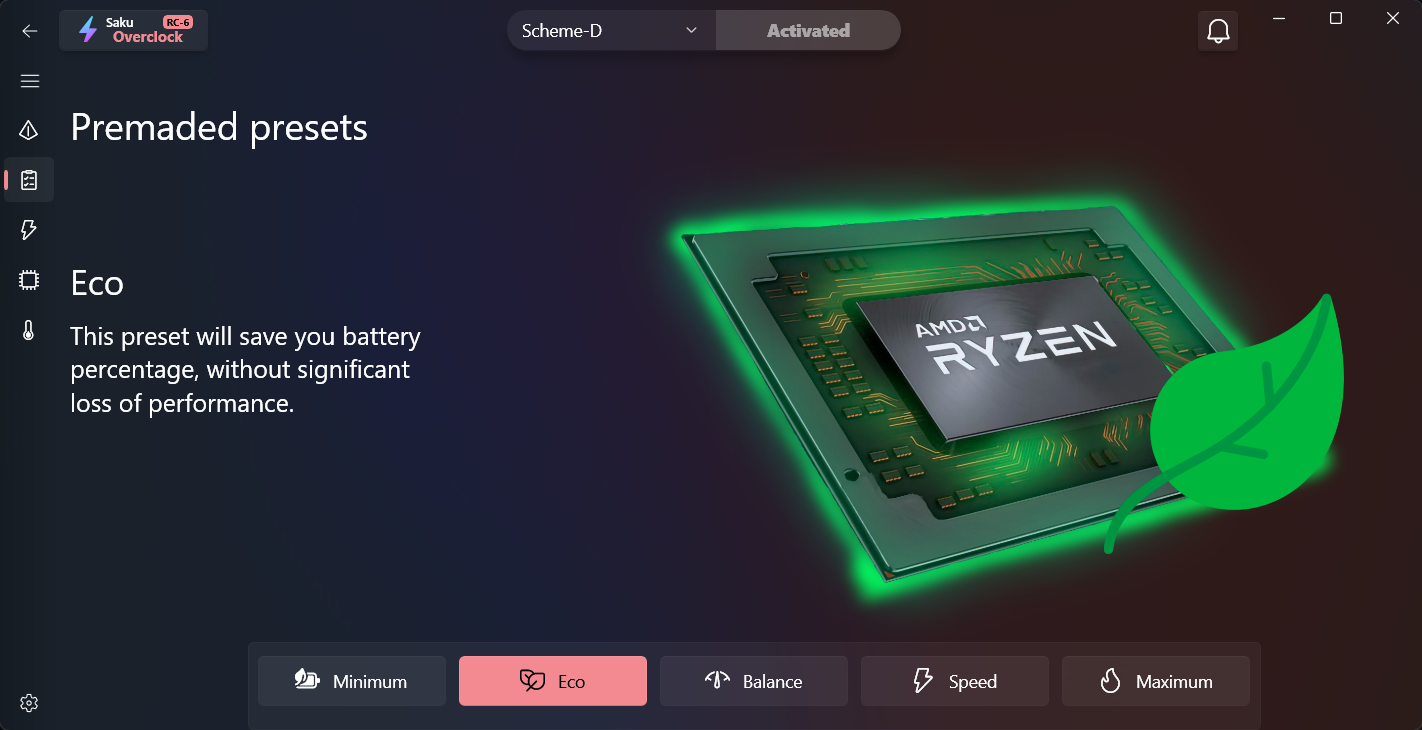 Saku
RC-6
Overclock
Scheme-D
Activated
Premaded presets
Eco
This preset will save you battery
percentage, without significant
loss of performance.
AMD
RYZEN
Minimum
Eco
Balance
Speed
Maximum